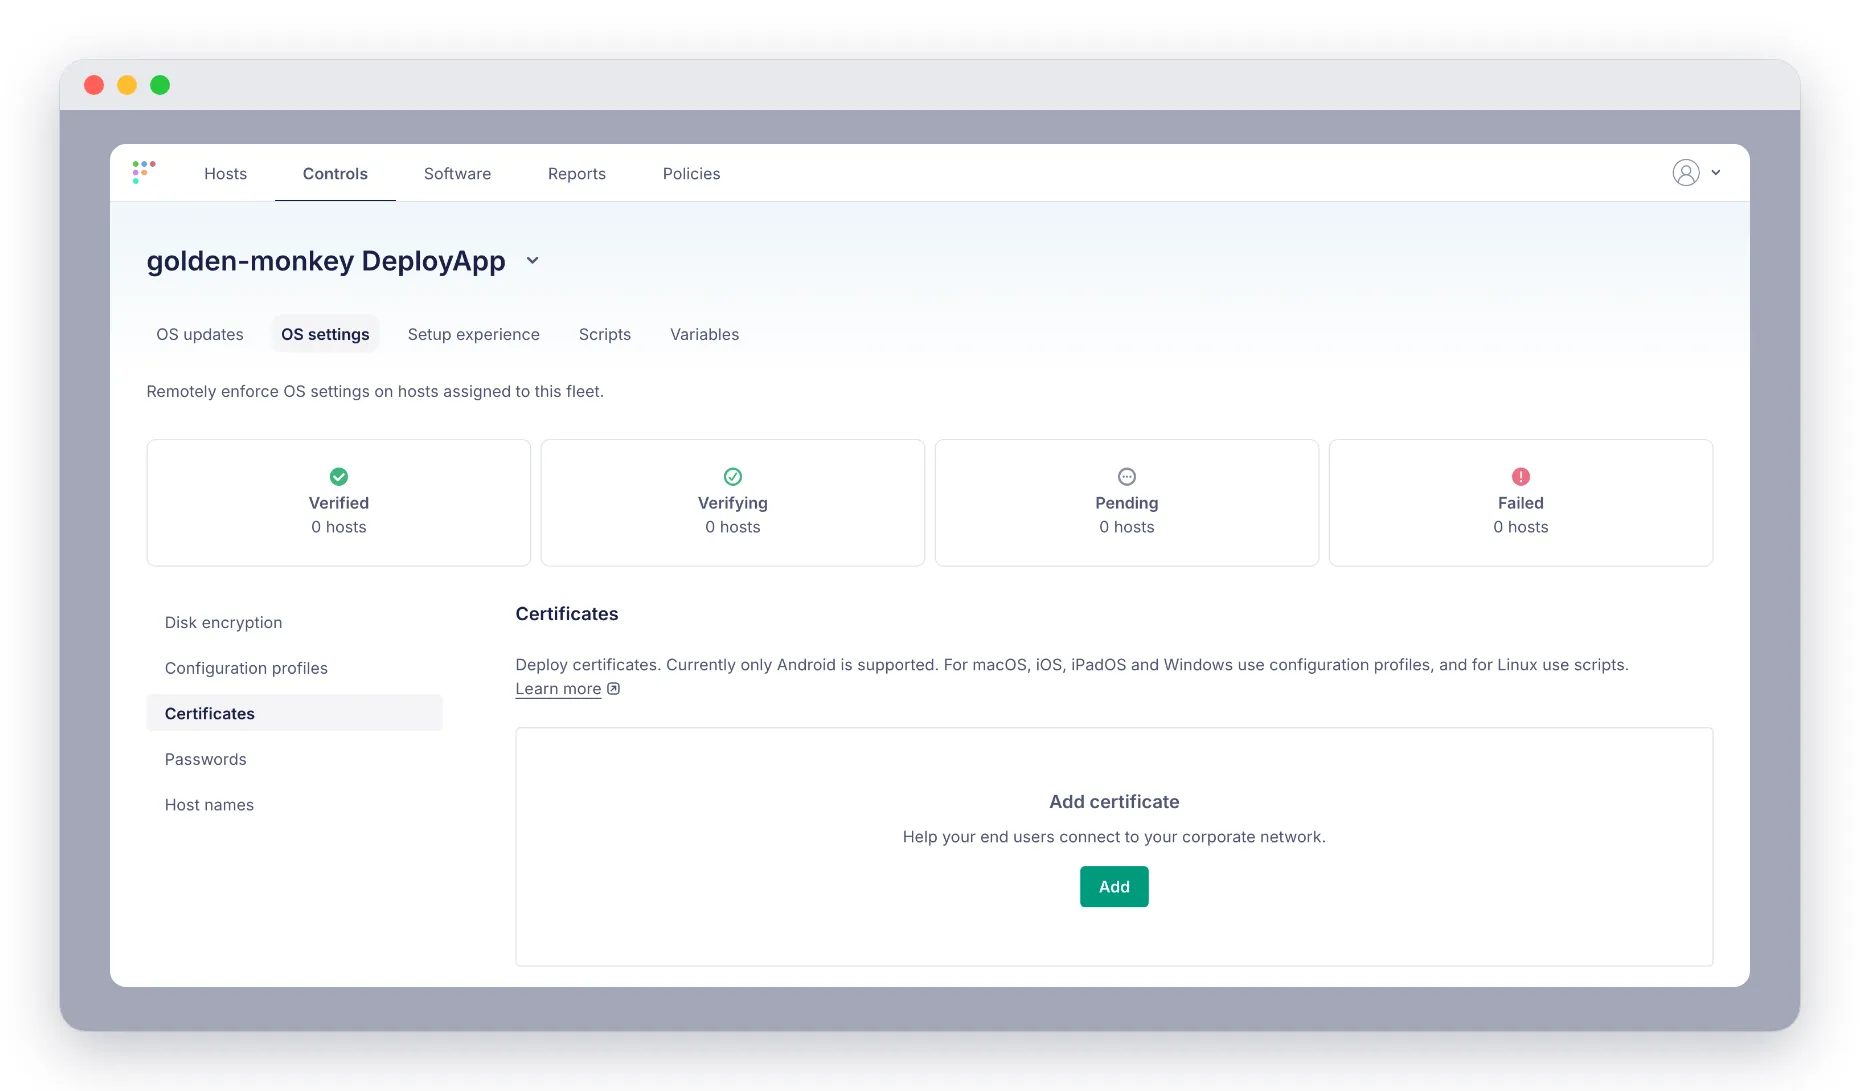 Hosts
Controls
Software
Reports
Policies
golden-monkey DeployApp
OS updates
OS settings
Setup experience
Scripts
Variables
Remotely enforce OS settings on hosts assigned to this fleet.
Verified
0 hosts
Verifying
0 hosts
Pending
0 hosts
Failed
0 hosts
Disk encryption
Configuration profiles
Certificates
Passwords
Host names
Certificates
Deploy certificates. Currently only Android is supported. For macOS, iOS, iPadOS and Windows use configuration profiles, and for Linux use scripts.
Learn more
Add certificate
Help your end users connect to your corporate network.
Add